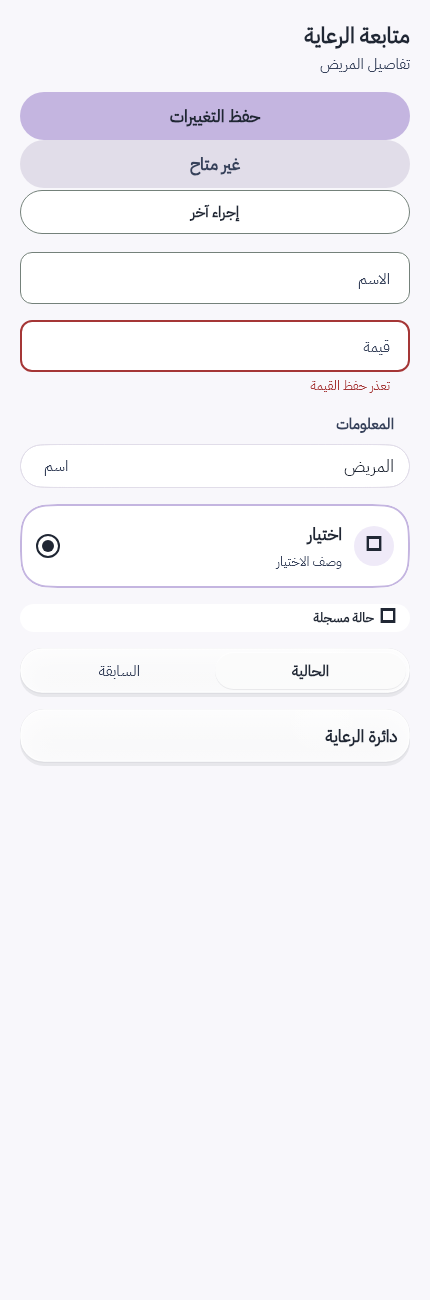 متابعة الرعاية
تفاصيل المريض
حفظ التغييرات
غير متاح
إجراء آخر
الاسم
قيمة
تعذر حفظ القيمة
المعلومات
المريض اسم
اختيار
وصف الاختيار
حالة مسجلة
الحالية السابقة
دائرة الرعاية